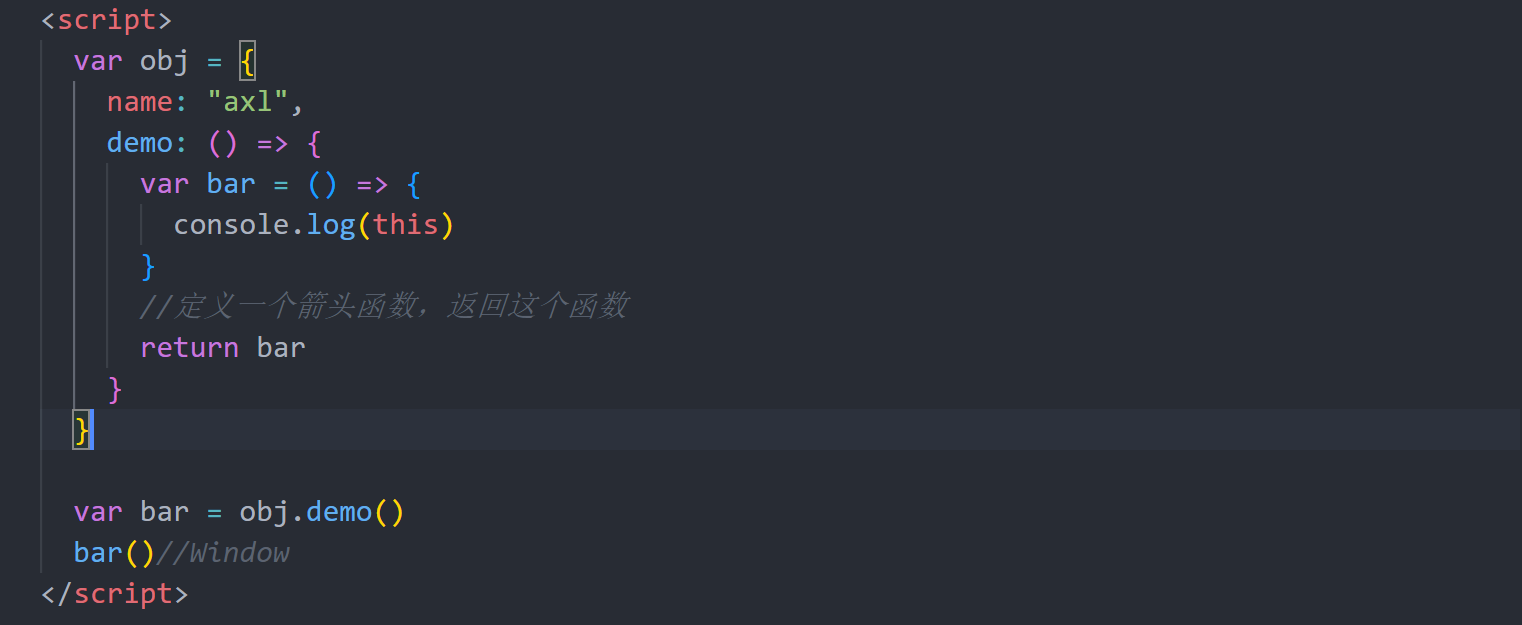 <script>
var obj = {
name: "axl",
demo: () => {
var bar = () => {
console.log(this)
}
//定义一个箭头函数，返回这个函数
return bar
}
}
var bar = obj.demo()
bar()//Window
</script>